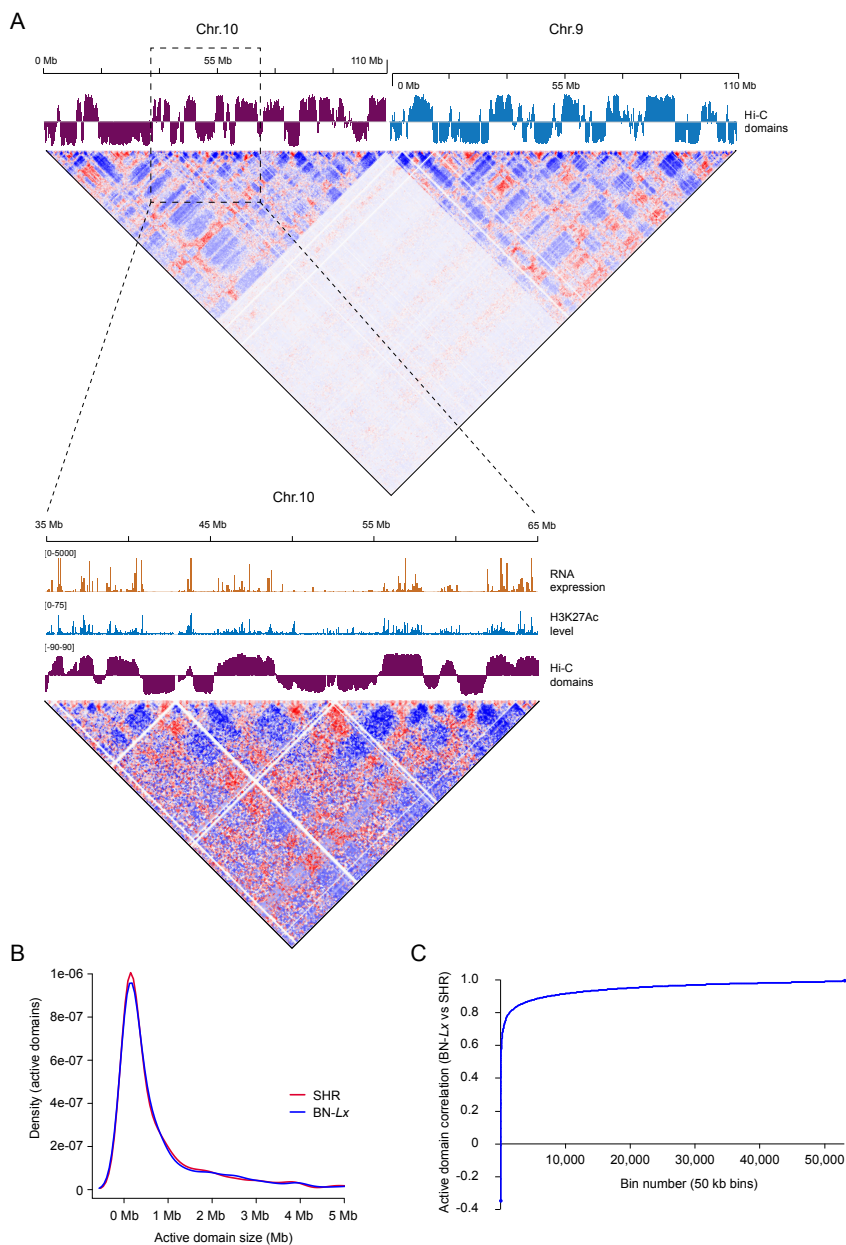 A
Chr.10
Chr.9
0 Mb
55 Mb
110 Mb
0 Mb
55 Mb
110 Mb
Hi-C
domains
Chr.10
35 Mb
45 Mb
55 Mb
65 Mb
[0-5000]
RNA
expression
[0-75]
H3K27Ac
level
[-90-90]
Hi-C
domains
B
Density (active domains)
1e-06
8e-07
6e-07
4e-07
2e-07
0
SHR
BN-Lx
0 Mb
1 Mb
2 Mb
3 Mb
4 Mb
5 Mb
Active domain size (Mb)
C
Active domain correlation (BN-Lx vs SHR)
1.0
0.8
0.6
0.4
0.2
0
-0.2
-0.4
10,000
20,000
30,000
40,000
50,000
Bin number (50 kb bins)